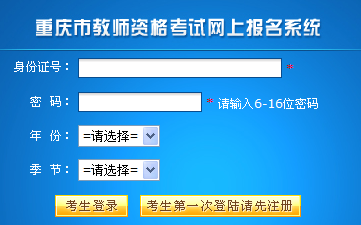 重庆市教师资格考试网上报名系统
身份证号： *
密 码： * 请输入6-16位密码
年 份： =请选择=
季 节： =请选择=
考生登录 考生第一次登陆请先注册